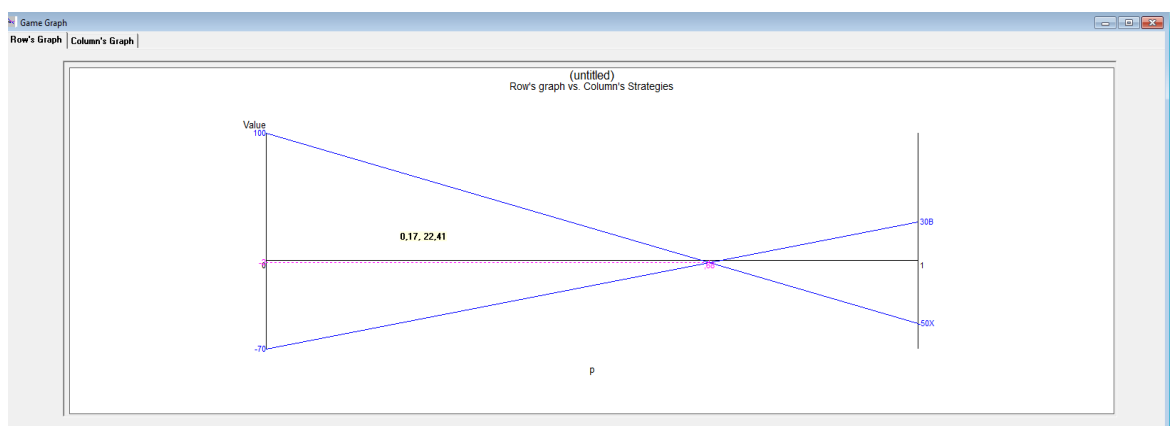 Game Graph
Row's Graph Column's Graph
(untitled)
Row's graph vs. Column's Strategies
Value
100
30B
0,17, 22,41
0
,68
1
-50X
-70
p